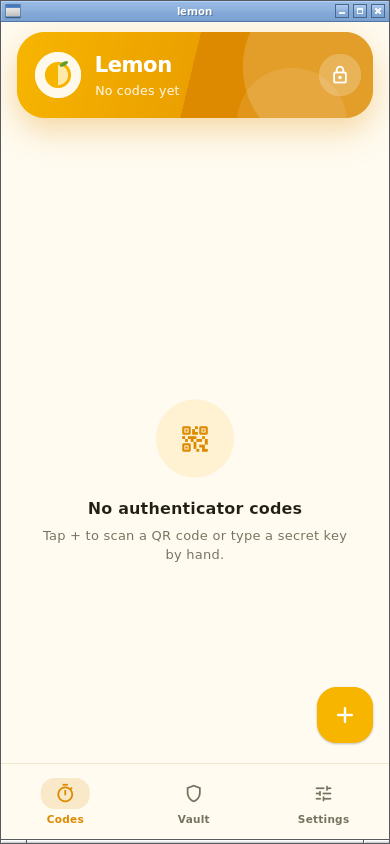 lemon
Lemon
No codes yet
No authenticator codes
Tap + to scan a QR code or type a secret key
by hand.
Codes
Vault
Settings